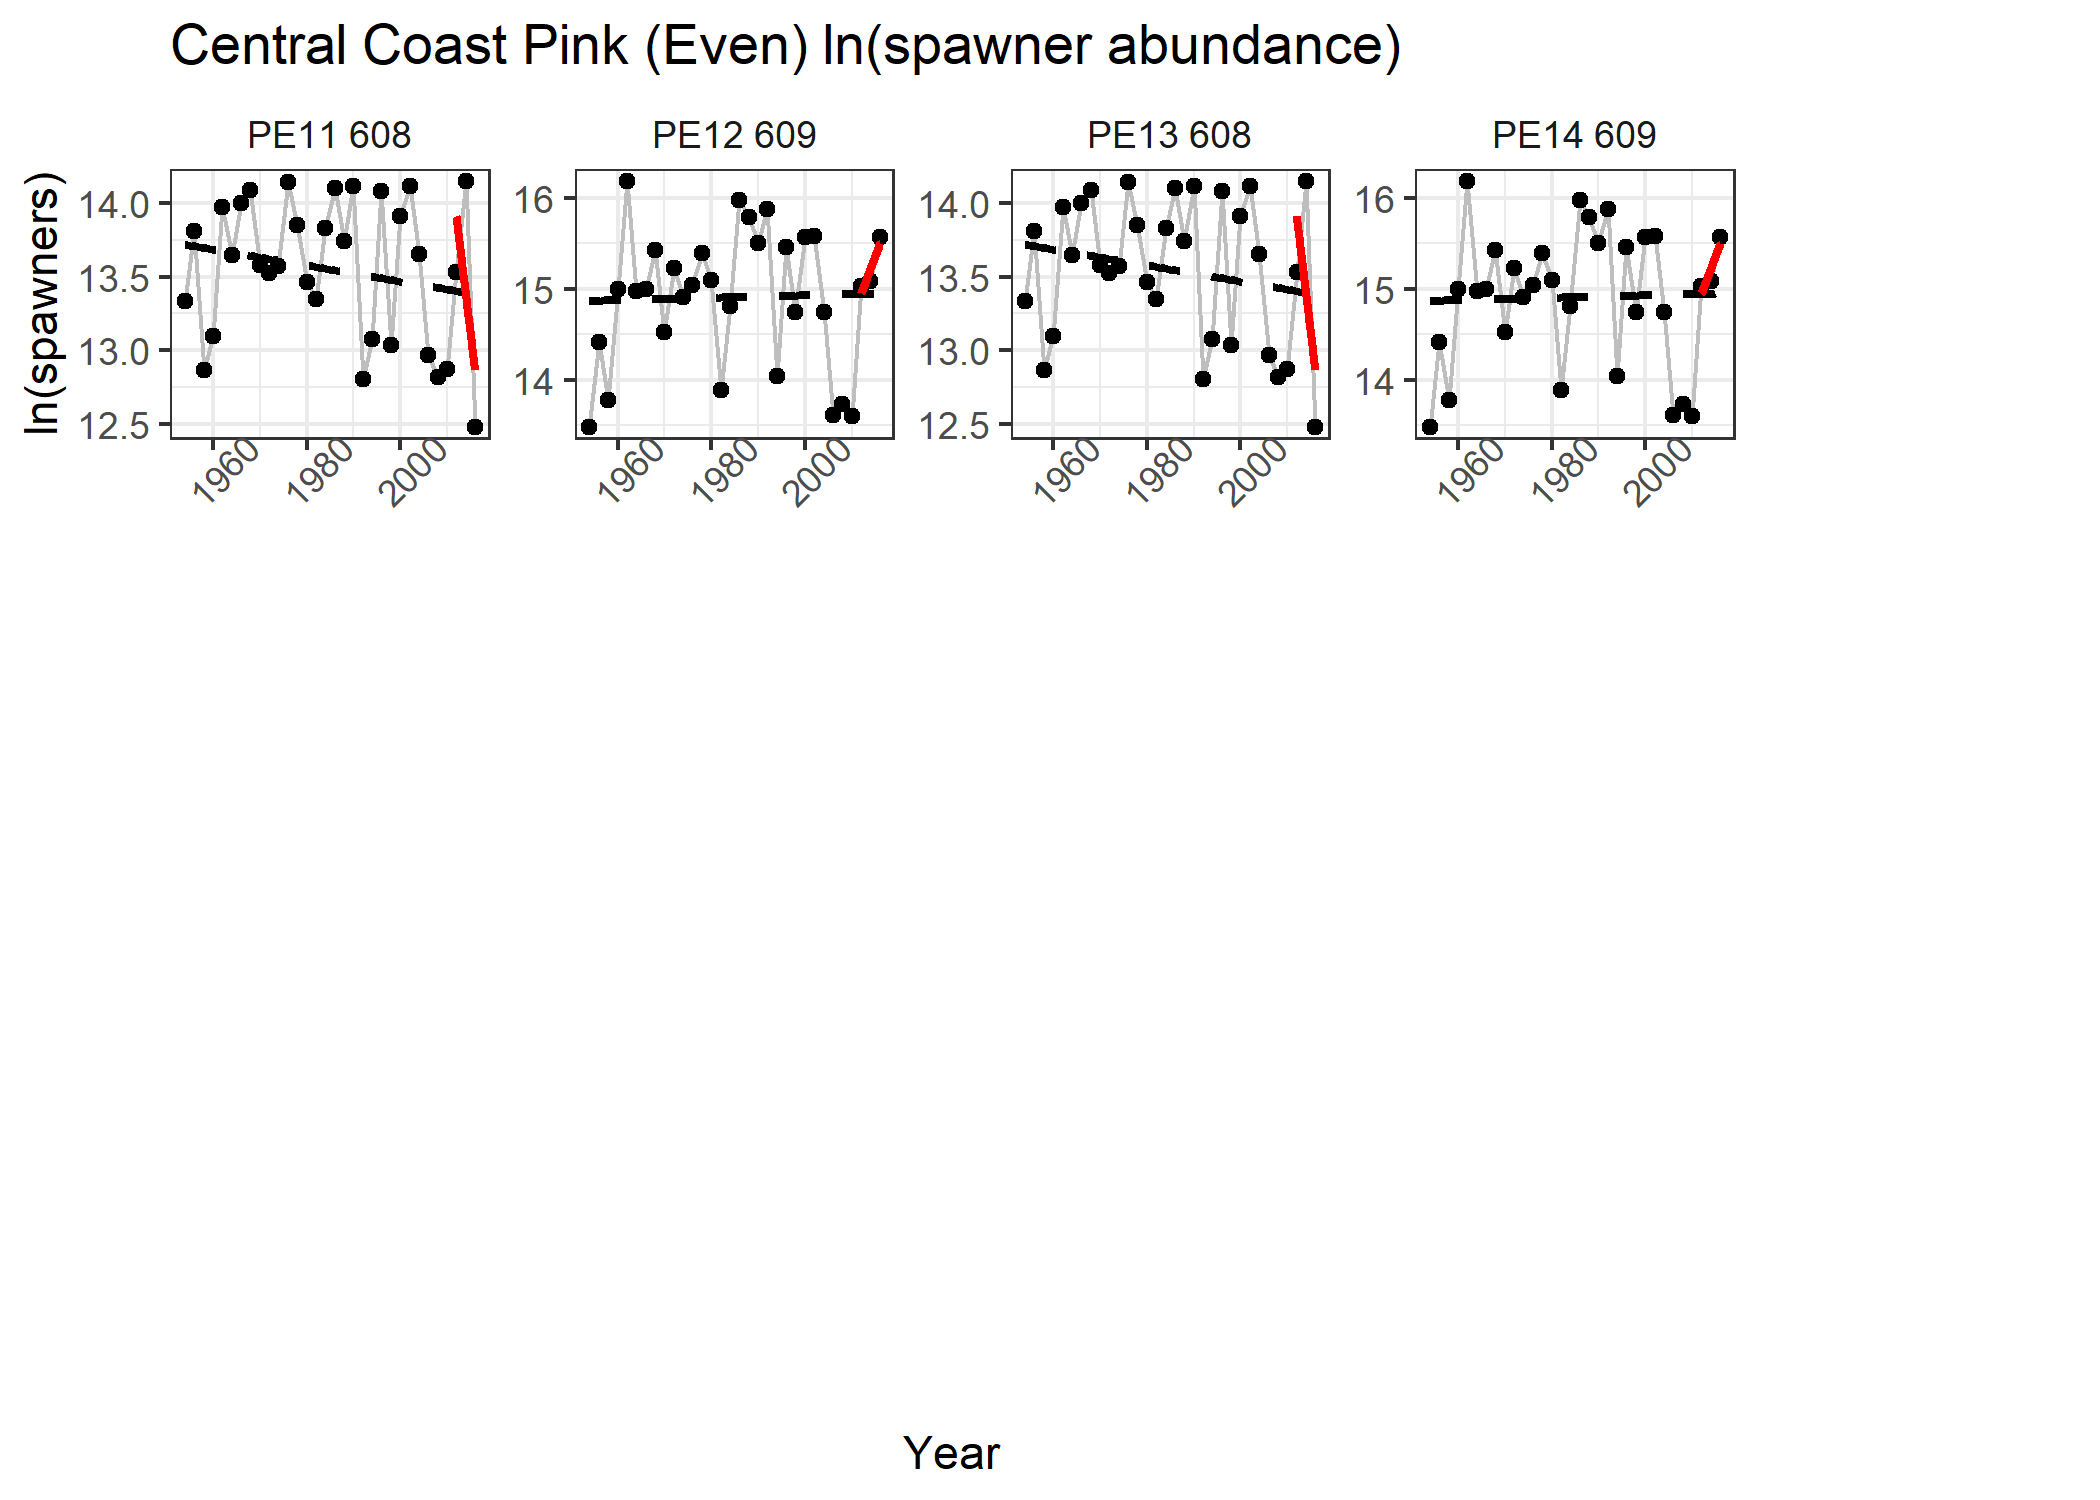 Central Coast Pink (Even) ln(spawner abundance)
PE11 608 PE12 609 PE13 608 PE14 609
ln(spawners)
14.0 13.5 13.0 12.5
16 15 14
14.0 13.5 13.0 12.5
16 15 14
1960 1980 2000 1960 1980 2000 1960 1980 2000 1960 1980 2000
Year